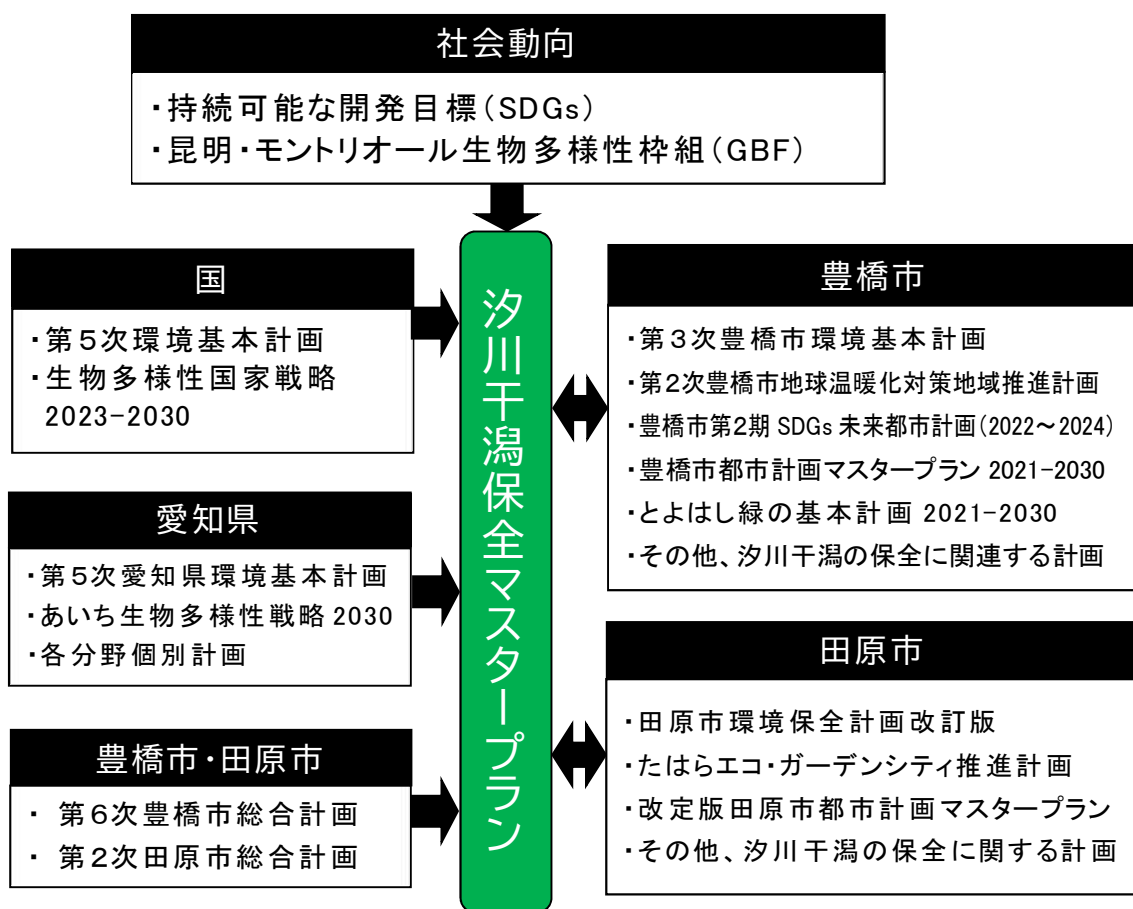 社会動向
・持続可能な開発目標(SDGs)
・昆明・モントリオール生物多様性枠組(GBF)
国
・第5次環境基本計画
・生物多様性国家戦略
2023-2030
愛知県
・第5次愛知県環境基本計画
・あいち生物多様性戦略 2030
・各分野個別計画
豊橋市・田原市
・ 第6次豊橋市総合計画
・ 第2次田原市総合計画
汐川干潟保全マスタープラン
豊橋市
・第3次豊橋市環境基本計画
・第2次豊橋市地球温暖化対策地域推進計画
・豊橋市第2期 SDGs 未来都市計画(2022～2024)
・豊橋市都市計画マスタープラン 2021-2030
・とよはし緑の基本計画 2021-2030
・その他、汐川干潟の保全に関連する計画
田原市
・田原市環境保全計画改訂版
・たはらエコ・ガーデンシティ推進計画
・改定版田原市都市計画マスタープラン
・その他、汐川干潟の保全に関する計画